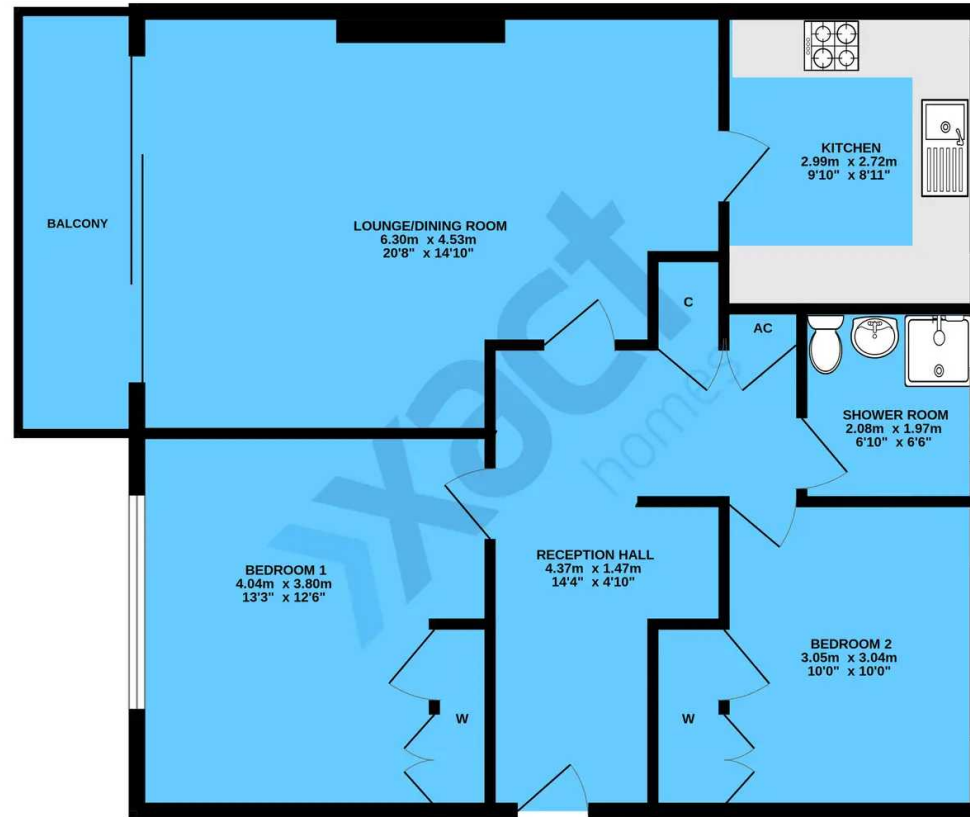 BALCONY
LOUNGE/DINING ROOM
6.30m x 4.53m
20'8" x 14'10"
KITCHEN
2.99m x 2.72m
9'10" x 8'11"
C
AC
SHOWER ROOM
2.08m x 1.97m
6'10" x 6'6"
BEDROOM 1
4.04m x 3.80m
13'3" x 12'6"
RECEPTION HALL
4.37m x 1.47m
14'4" x 4'10"
BEDROOM 2
3.05m x 3.04m
10'0" x 10'0"
W
W
xact
homes